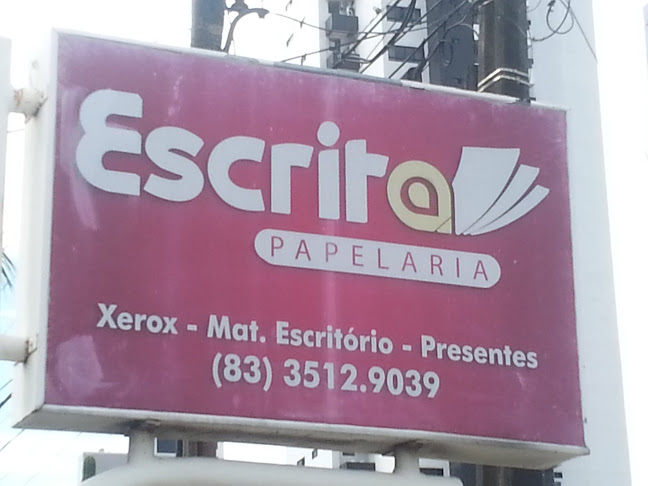 Escrita
PAPELARIA
Xerox - Mat. Escritório - Presentes
(83) 3512.9039